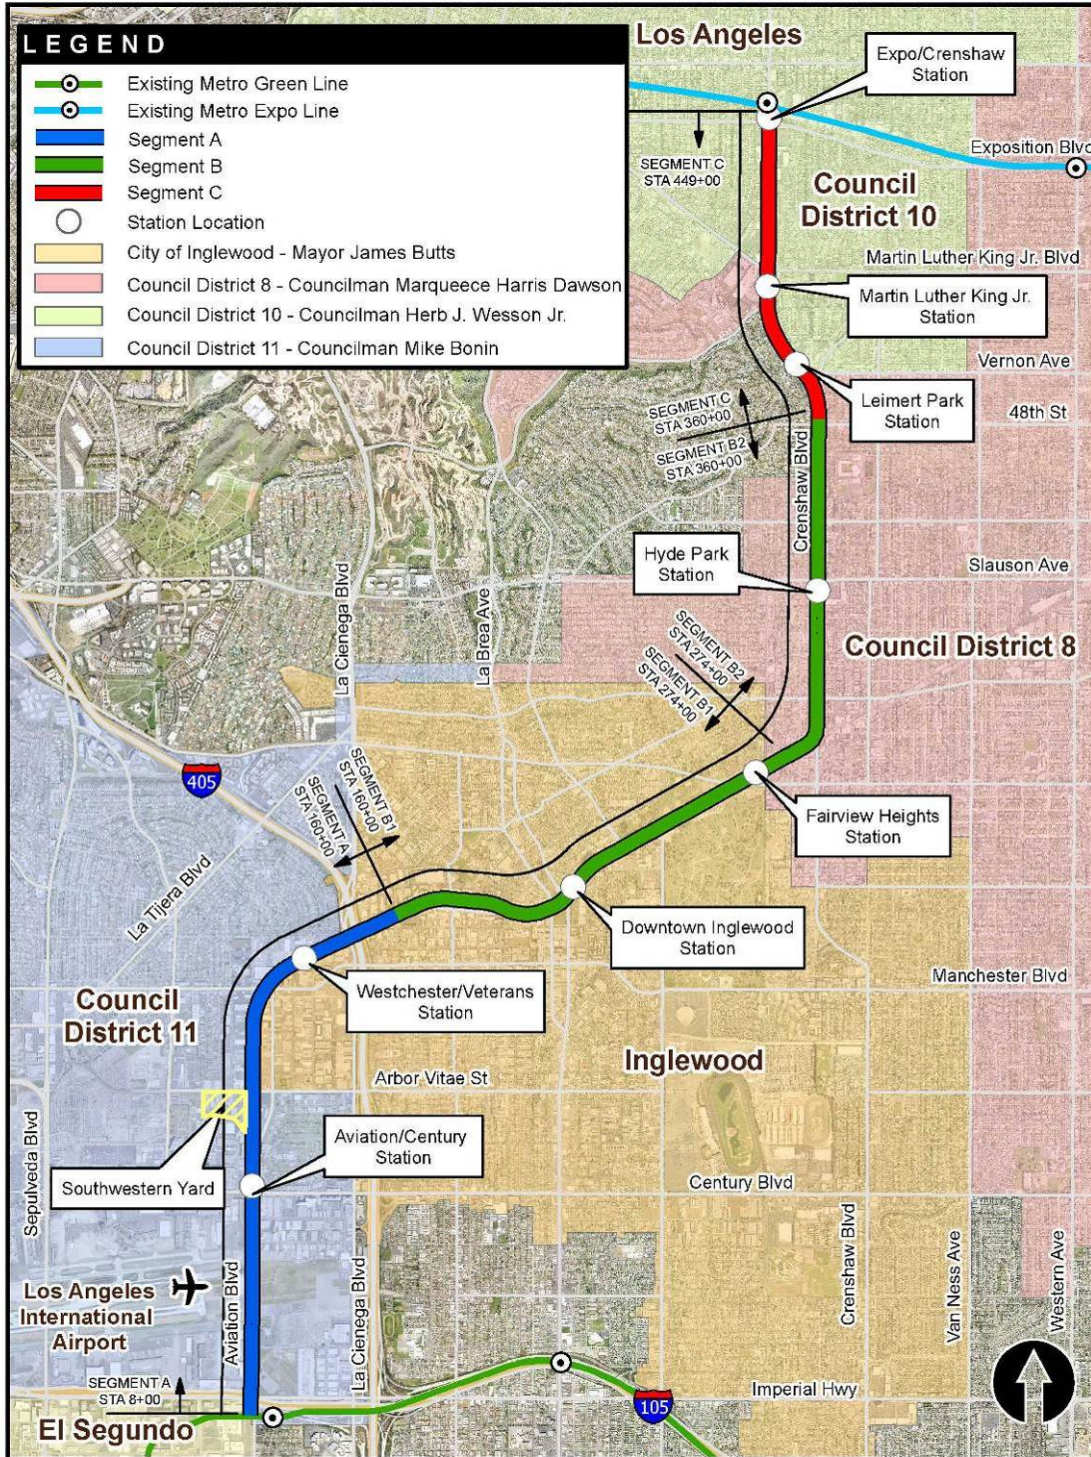 LEGEND
Existing Metro Green Line
Existing Metro Expo Line
Segment A
Segment B
Segment C
Station Location
City of Inglewood - Mayor James Butts
Council District 8 - Councilman Marqueece Harris Dawson
Council District 10 - Councilman Herb J. Wesson Jr.
Council District 11 - Councilman Mike Bonin
Los Angeles
Expo/Crenshaw
Station
SEGMENT C
STA 449+00
Exposition Blvd
Council
District 10
Martin Luther King Jr. Blvd
Martin Luther King Jr.
Station
Vernon Ave
Leimert Park
Station
48th St
SEGMENT C
STA 360+00
SEGMENT B2
STA 360+00
Crenshaw Blvd
Hyde Park
Station
Slauson Ave
La Cienega Blvd
La Brea Ave
Council District 8
SEGMENT B2
STA 274+00
SEGMENT B1
STA 274+00
405
SEGMENT B1
STA 160+00
SEGMENT A
STA 160+00
Fairview Heights
Station
La Tijera Blvd
Downtown Inglewood
Station
Manchester Blvd
Westchester/Veterans
Station
Council
District 11
Inglewood
Arbor Vitae St
Aviation/Century
Station
Southwestern Yard
Century Blvd
Sepulveda Blvd
Los Angeles
International
Airport
Aviation Blvd
La Cienega Blvd
Crenshaw Blvd
Van Ness Ave
Western Ave
SEGMENT A
STA 8+00
El Segundo
105
Imperial Hwy